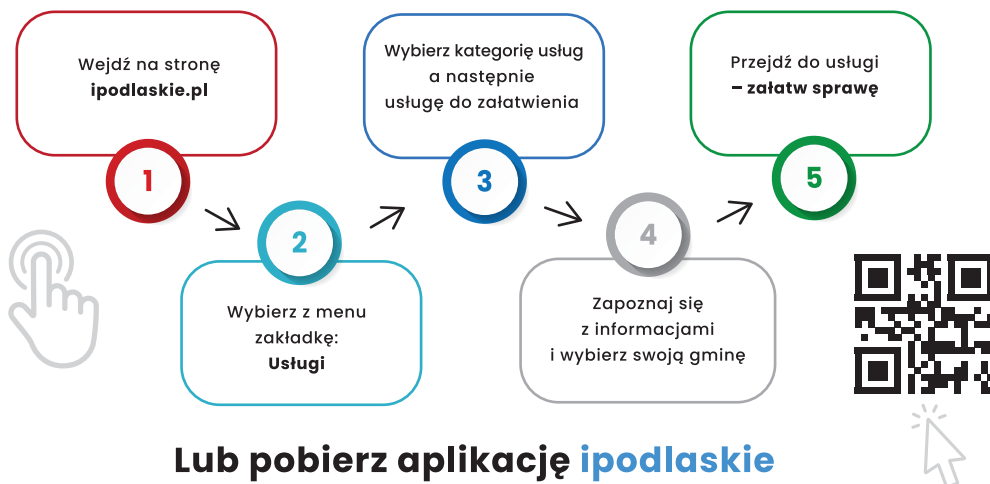 Wejdź na stronę
ipodlaskie.pl
1
2
Wybierz z menu
zakładkę:
Usługi
Wybierz kategorię usług
a następnie
usługę do załatwienia
3
4
Zapoznaj się
z informacjami
i wybierz swoją gminę
Przejdź do usługi
– załatw sprawę
5
Lub pobierz aplikację ipodlaskie